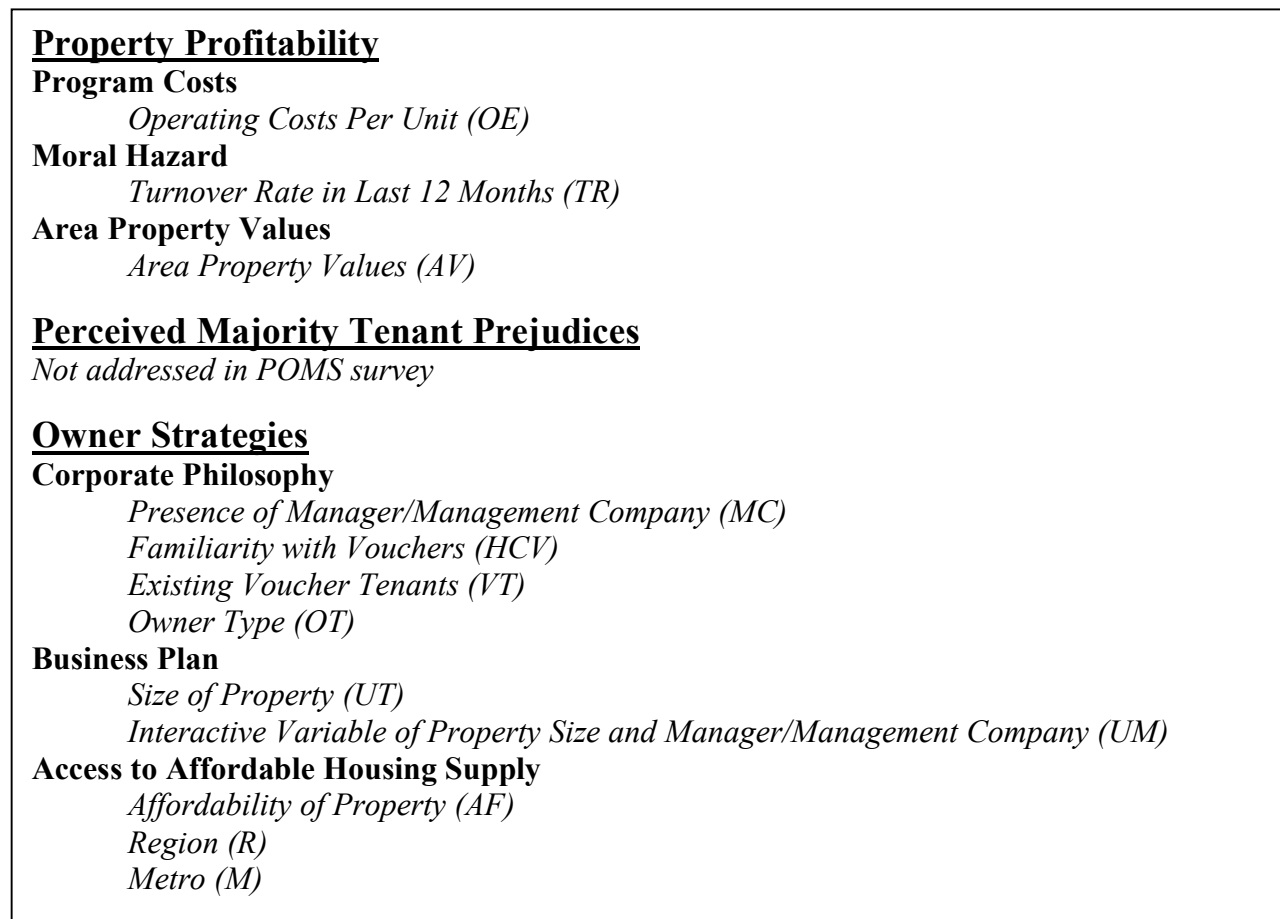 Property Profitability
Program Costs
Operating Costs Per Unit (OE)
Moral Hazard
Turnover Rate in Last 12 Months (TR)
Area Property Values
Area Property Values (AV)
Perceived Majority Tenant Prejudices
Not addressed in POMS survey
Owner Strategies
Corporate Philosophy
Presence of Manager/Management Company (MC)
Familiarity with Vouchers (HCV)
Existing Voucher Tenants (VT)
Owner Type (OT)
Business Plan
Size of Property (UT)
Interactive Variable of Property Size and Manager/Management Company (UM)
Access to Affordable Housing Supply
Affordability of Property (AF)
Region (R)
Metro (M)